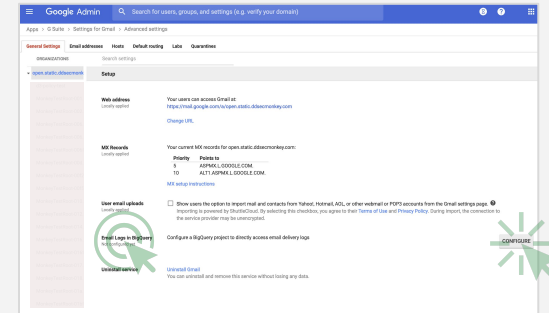 Google Admin
Search for users, groups, and settings (e.g. verify your domain)
Apps > G Suite > Settings for Gmail > Advanced settings
General Settings Email addresses Hosts Default routing Labs Quarantines
ORGANIZATIONS
Search settings
open.static.ddsecmonk
Setup
Web address
Locally applied
Your users can access Gmail at:
https://mail.google.com/a/open.static.ddsecmonkey.com
Change URL
MX Records
Locally applied
Your current MX records for open.static.ddsecmonkey.com:
Priority Points to
5 ASPMX.L.GOOGLE.COM.
10 ALT1.ASPMX.L.GOOGLE.COM.
MX setup instructions
User email uploads
Locally applied
Show users the option to import mail and contacts from Yahoo!, Hotmail, AOL, or other webmail or POP3 accounts from the Gmail settings page.
Importing is powered by ShuttleCloud. By selecting this checkbox, you agree to their Terms of Use and Privacy Policy. During import, the connection to
the service provider may be unencrypted.
Email Logs in BigQuery
Not configured yet
Configure a BigQuery project to directly access email delivery logs
CONFIGURE
Uninstall service
Uninstall Gmail
You can uninstall and remove this service without losing any data.